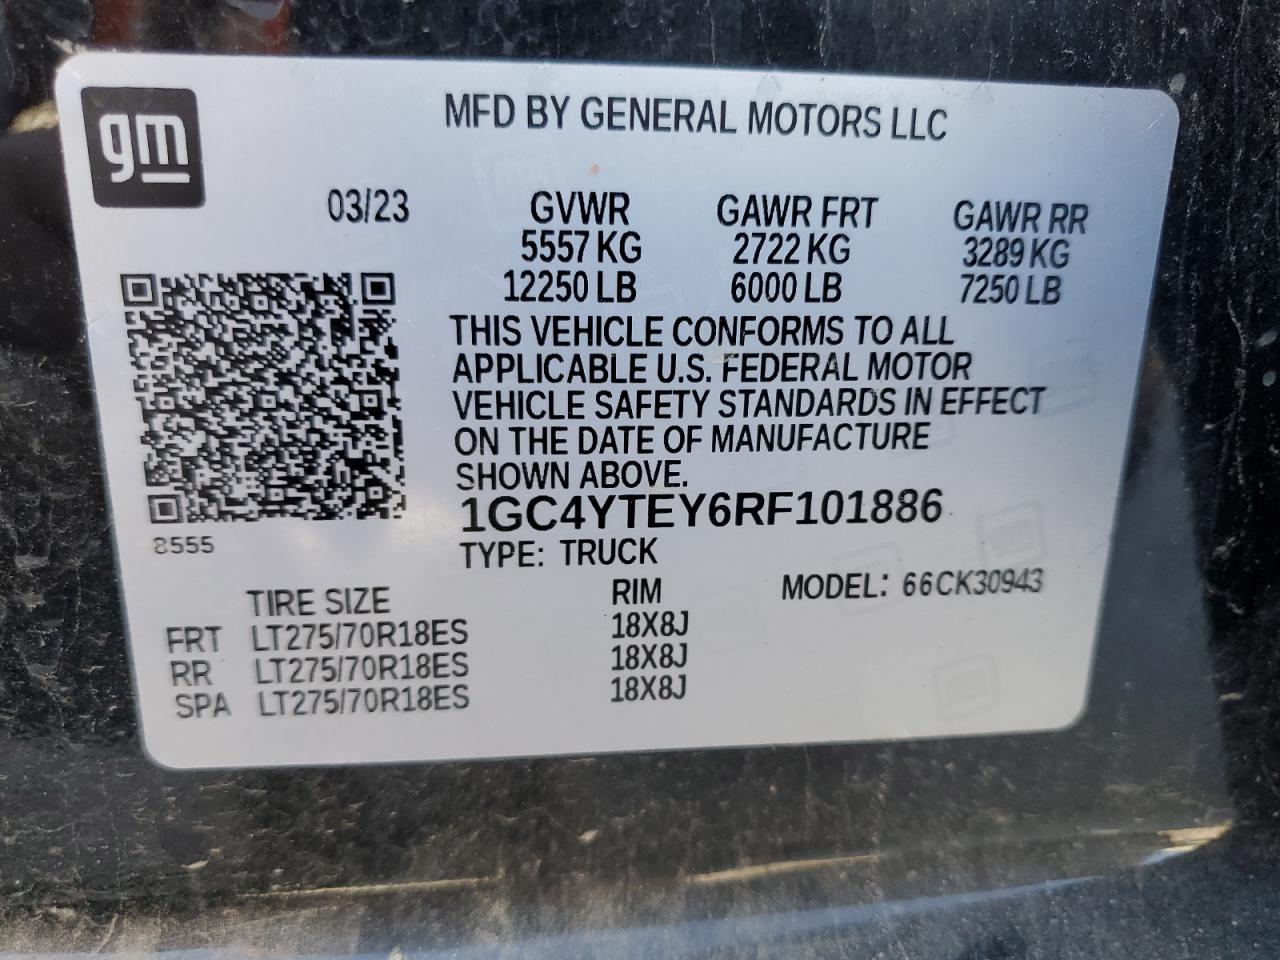 gm
MFD BY GENERAL MOTORS LLC
03/23 GVWR GAWR FRT GAWR RR
5557 KG 2722 KG 3289 KG
12250 LB 6000 LB 7250 LB
THIS VEHICLE CONFORMS TO ALL
APPLICABLE U.S. FEDERAL MOTOR
VEHICLE SAFETY STANDARDS IN EFFECT
ON THE DATE OF MANUFACTURE
SHOWN ABOVE.
1GC4YTEY6RF101886
8555
TYPE: TRUCK
TIRE SIZE RIM MODEL: 66CK30943
FRT LT275/70R18ES 18X8J
RR LT275/70R18ES 18X8J
SPA LT275/70R18ES 18X8J